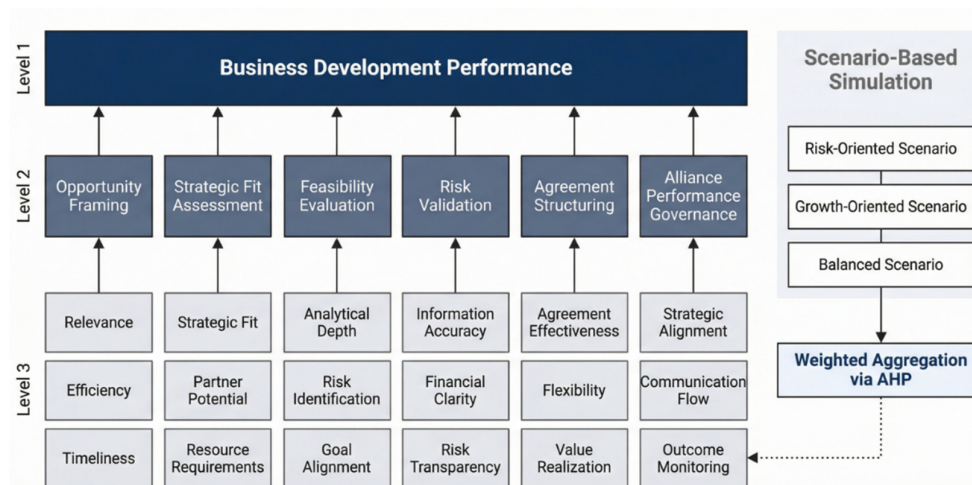 Level 1
Business Development Performance
Scenario-Based
Simulation
Risk-Oriented Scenario
Growth-Oriented Scenario
Balanced Scenario
Weighted Aggregation
via AHP
Level 2
Opportunity
Framing
Strategic Fit
Assessment
Feasibility
Evaluation
Risk
Validation
Agreement
Structuring
Alliance
Performance
Governance
Level 3
Relevance
Strategic Fit
Analytical
Depth
Information
Accuracy
Agreement
Effectiveness
Strategic
Alignment
Efficiency
Partner
Potential
Risk
Identification
Financial
Clarity
Flexibility
Communication
Flow
Timeliness
Resource
Requirements
Goal
Alignment
Risk
Transparency
Value
Realization
Outcome
Monitoring